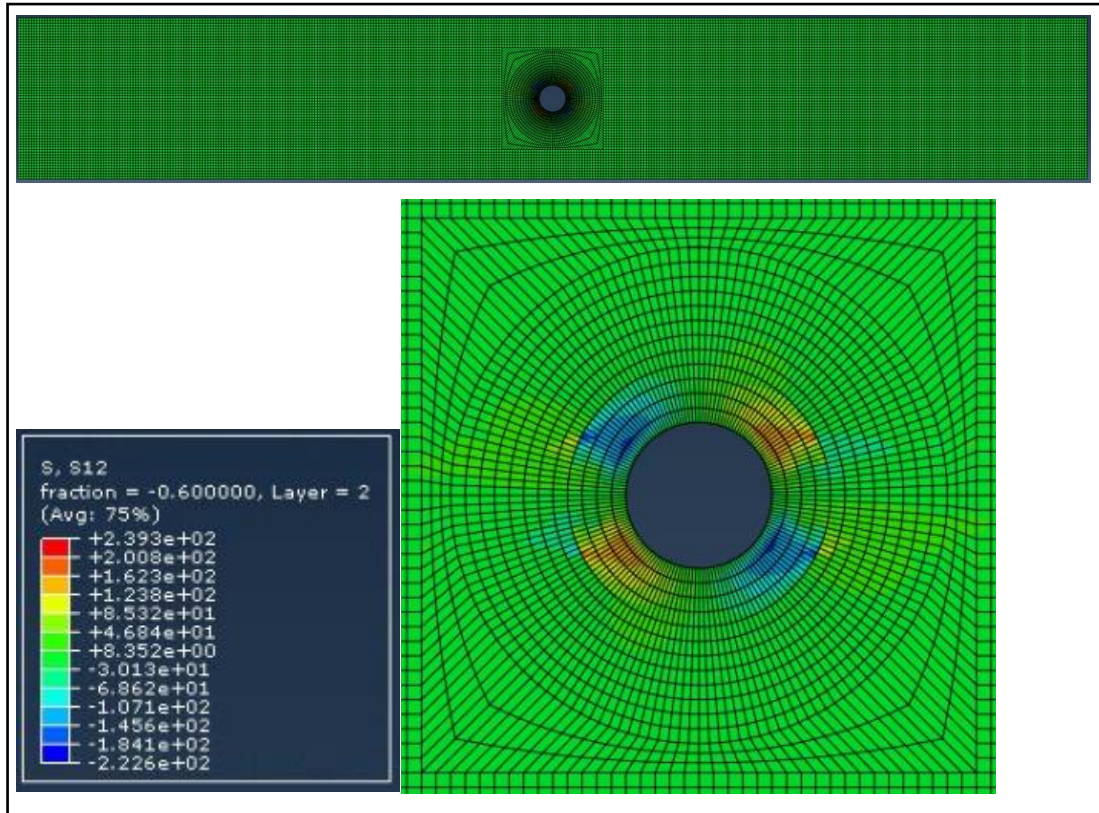 S, S12
fraction = -0.600000, Layer = 2
(Avg: 75%)
+2.393e+02
+2.008e+02
+1.623e+02
+1.238e+02
+8.532e+01
+4.684e+01
+8.352e+00
-3.013e+01
-6.862e+01
-1.071e+02
-1.456e+02
-1.841e+02
-2.226e+02